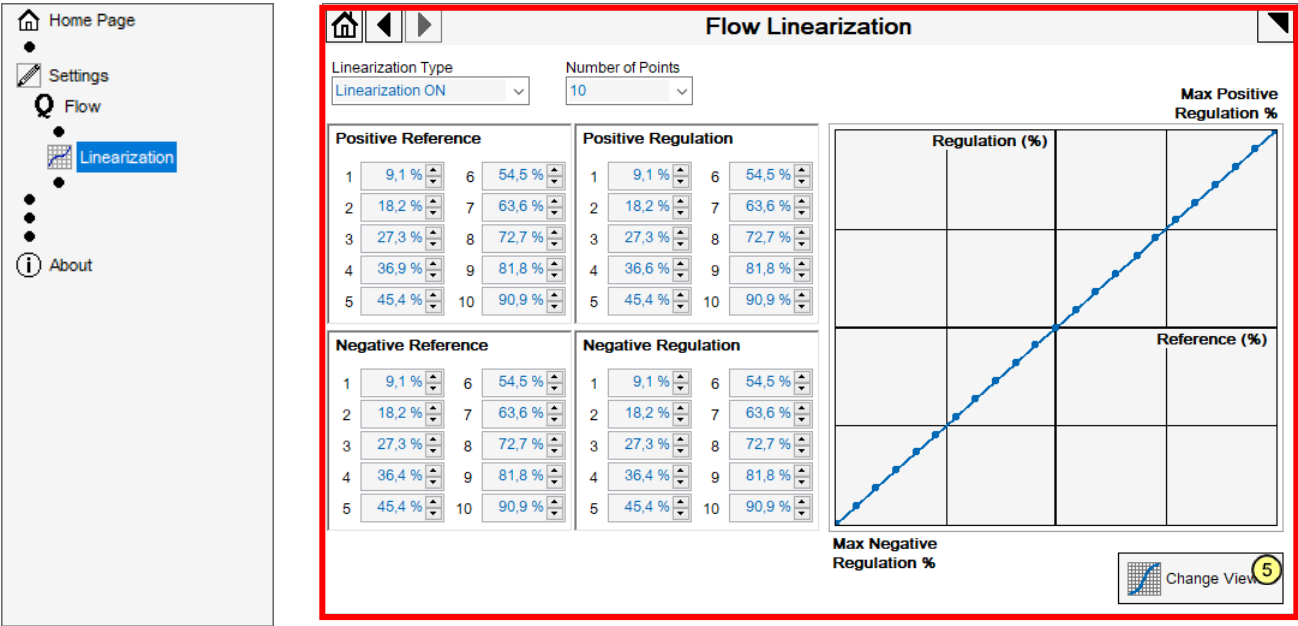 Home Page
Settings
Q Flow
Linearization
i About
Flow Linearization
Linearization Type
Number of Points
Linearization ON
10
Positive Reference
1 9,1 % 6 54,5 %
2 18,2 % 7 63,6 %
3 27,3 % 8 72,7 %
4 36,9 % 9 81,8 %
5 45,4 % 10 90,9 %
Positive Regulation
1 9,1 % 6 54,5 %
2 18,2 % 7 63,6 %
3 27,3 % 8 72,7 %
4 36,6 % 9 81,8 %
5 45,4 % 10 90,9 %
Negative Reference
1 9,1 % 6 54,5 %
2 18,2 % 7 63,6 %
3 27,3 % 8 72,7 %
4 36,4 % 9 81,8 %
5 45,4 % 10 90,9 %
Negative Regulation
1 9,1 % 6 54,5 %
2 18,2 % 7 63,6 %
3 27,3 % 8 72,7 %
4 36,4 % 9 81,8 %
5 45,4 % 10 90,9 %
Max Positive
Regulation %
Regulation (%)
Reference (%)
Max Negative
Regulation %
Change View 5